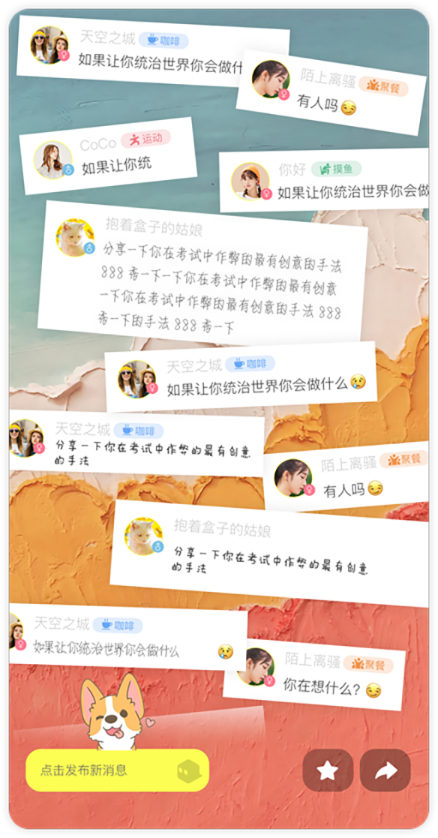 天空之城 咖啡
如果让你统治世界你会做什
陌上离骚 聚餐
有人吗😏
CoCo 运动
如果让你统
你好 摸鱼
如果让你统治世界你会做
抱着盒子的姑娘
分享一下你在考试中作弊的最有创意的手法
888 斋一下一下你在考试中作弊的最有创意
一下你在考试中作弊的最有创意的手法 888
斋一下的手法 888 斋一下
天空之城 咖啡
如果让你统治世界你会做什么😢
天空之城 咖啡
分享一下你在考试中作弊的最有创意
的手法
陌上离骚 聚餐
有人吗😏
抱着盒子的姑娘
分享一下你在考试中作弊的最有创意
的手法
天空之城 咖啡
如果让你统治世界你会做什么 😢
陌上离骚 聚餐
你在想什么？😏
点击发布新消息